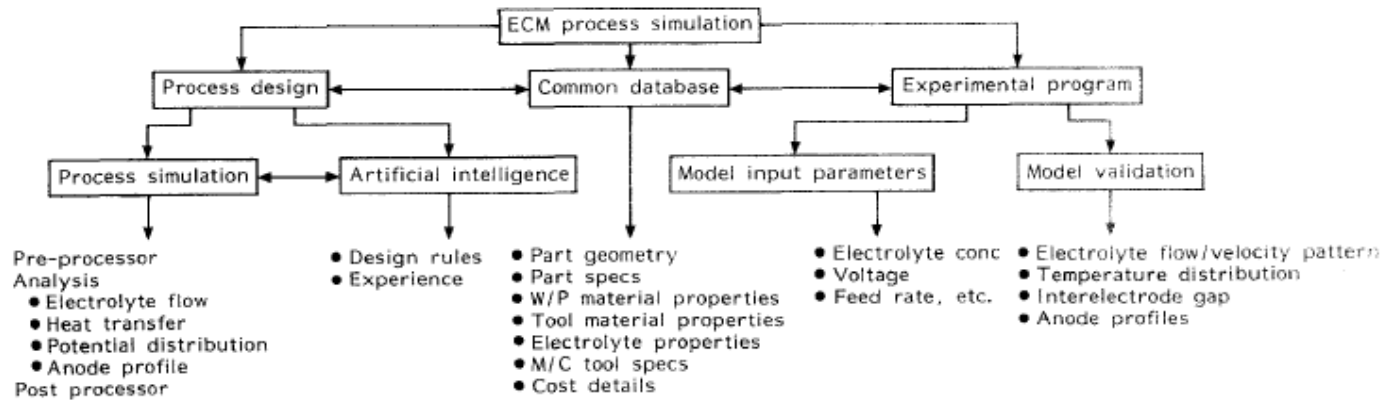 ECM process simulation
Process design
Common database
Experimental program
Process simulation
Artificial intelligence
Model input parameters
Model validation
Pre-processor
Analysis
● Electrolyte flow
● Heat transfer
● Potential distribution
● Anode profile
Post processor
● Design rules
● Experience
● Part geometry
● Part specs
● W/P material properties
● Tool material properties
● Electrolyte properties
● M/C tool specs
● Cost details
● Electrolyte conc
● Voltage
● Feed rate, etc.
● Electrolyte flow/velocity pattern
● Temperature distribution
● Interelectrode gap
● Anode profiles